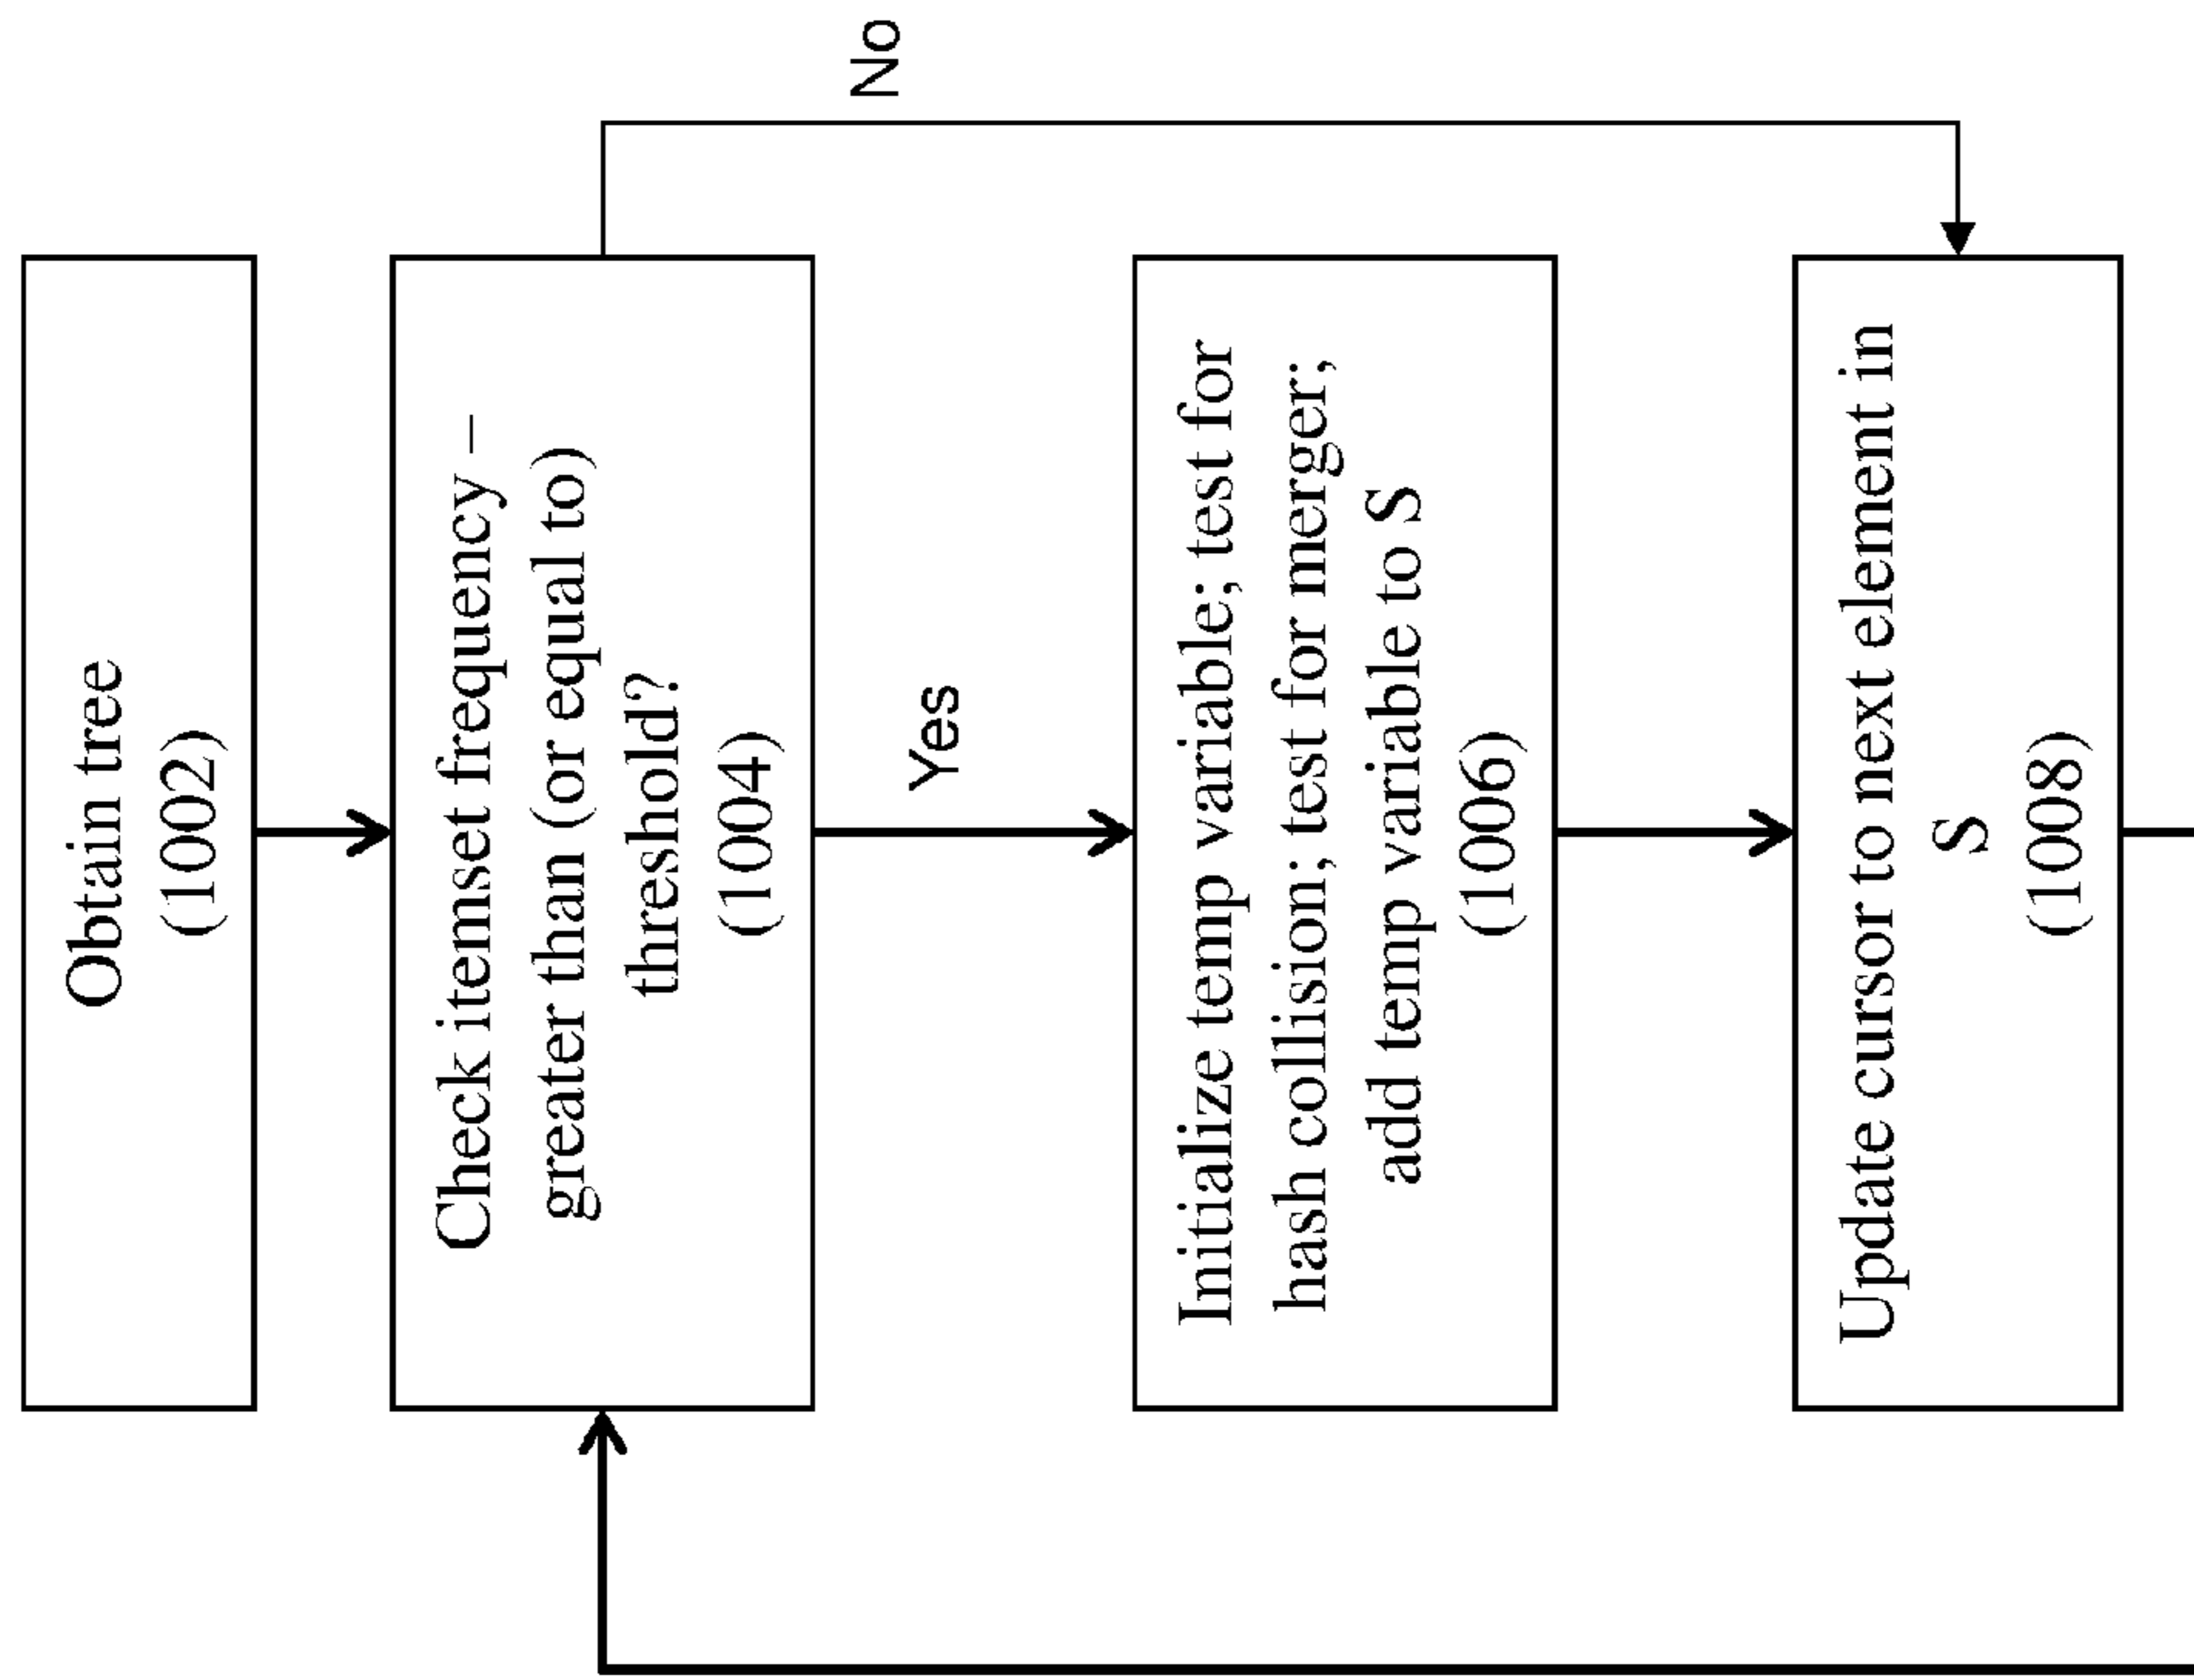 Obtain tree
(1002)
Check itemset frequency –
greater than (or equal to)
threshold?
(1004)
No
Yes
Initialize temp variable; test for
hash collision; test for merger;
add temp variable to S
(1006)
Update cursor to next element in
S
(1008)